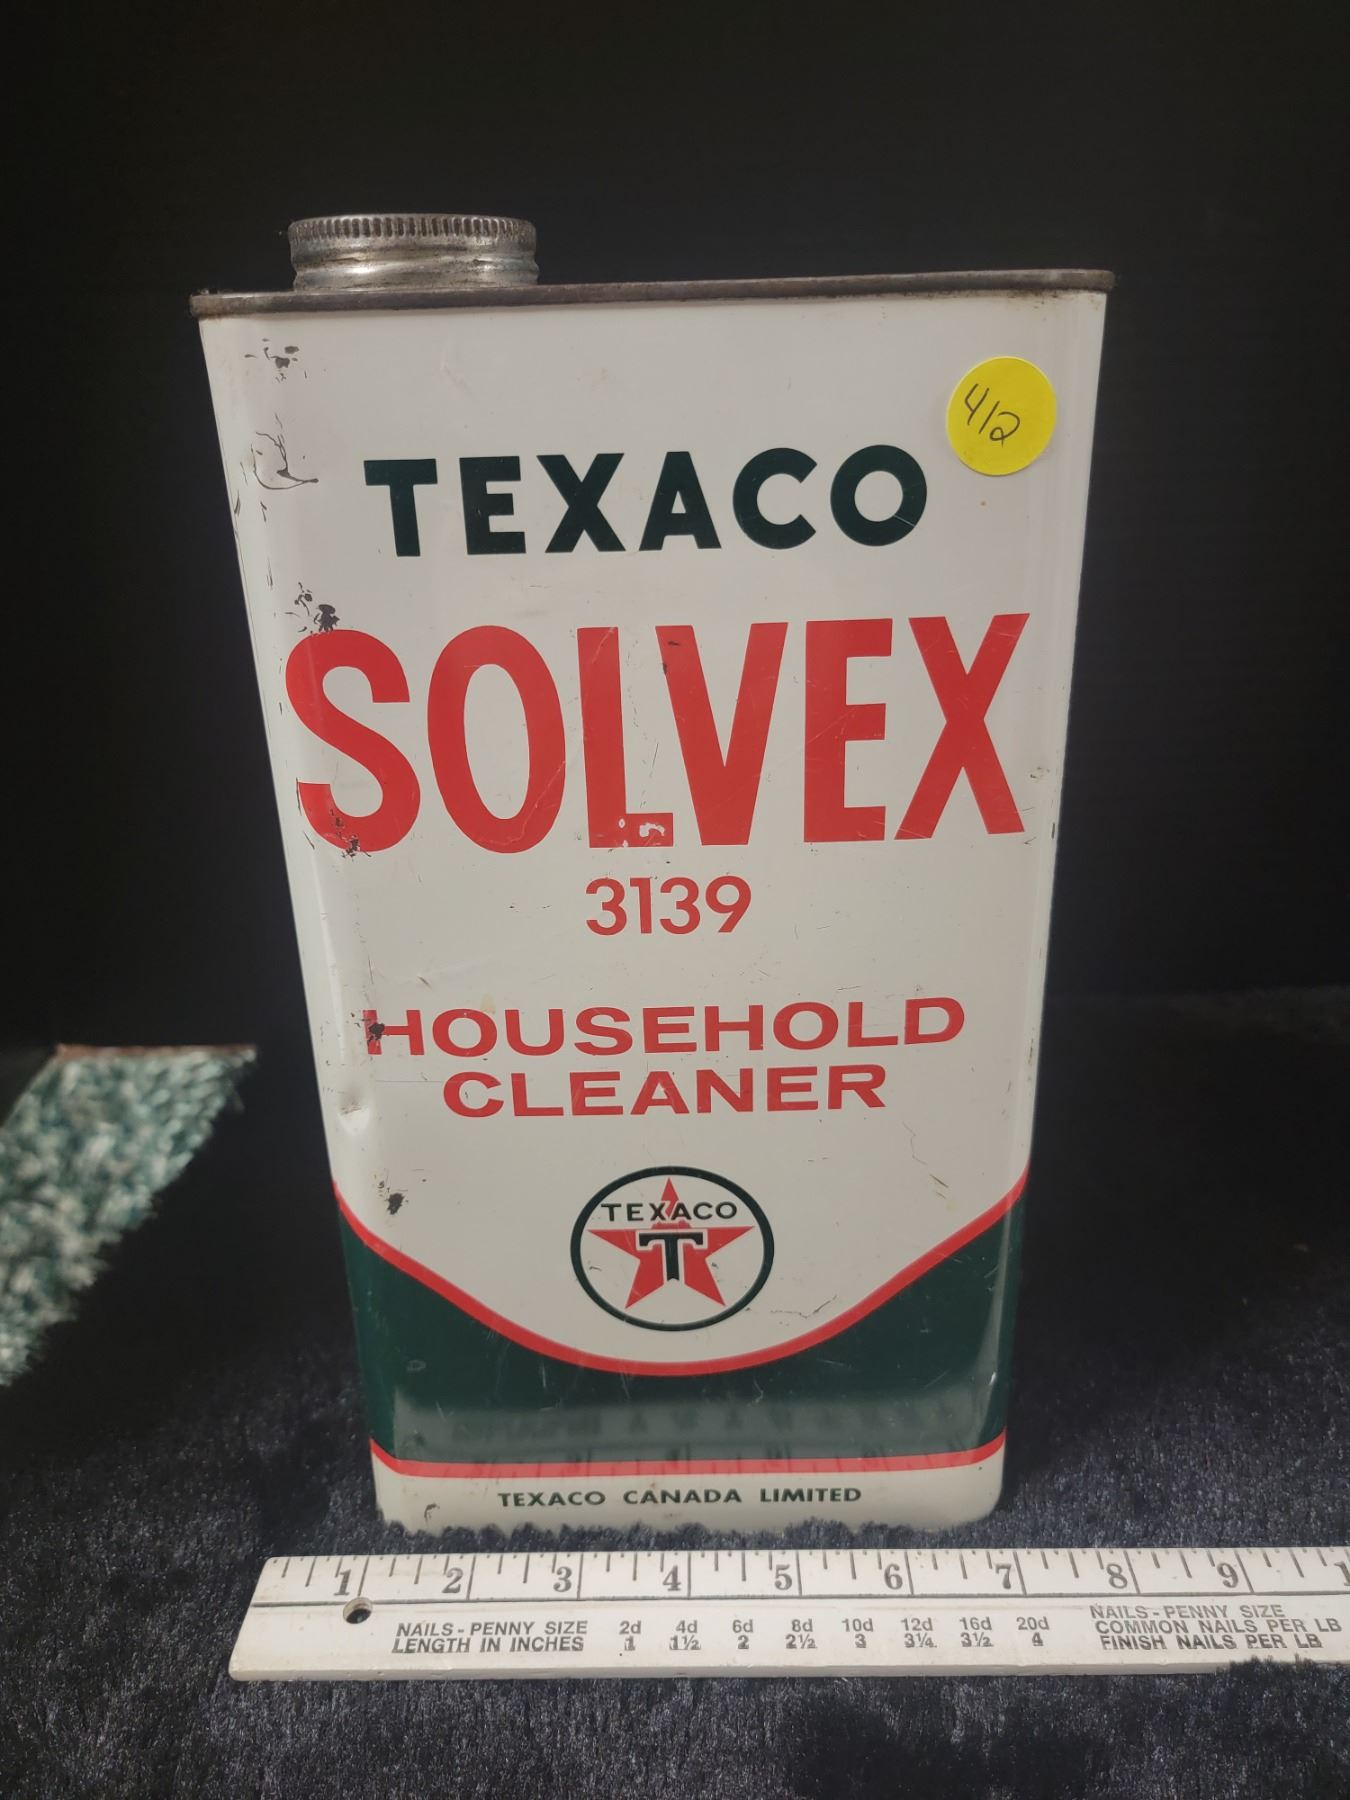 412
TEXACO
SOLVEX
3139
HOUSEHOLD
CLEANER
TEXACO
T
TEXACO CANADA LIMITED
1 2 3 4 5 6 7 8 9 1
NAILS - PENNY SIZE 2d 4d 6d 8d 10d 12d 16d 20d
LENGTH IN INCHES 1 1½ 2 2½ 3 3¼ 3½ 4
NAILS - PENNY SIZE
COMMON NAILS PER LB
FINISH NAILS PER LB